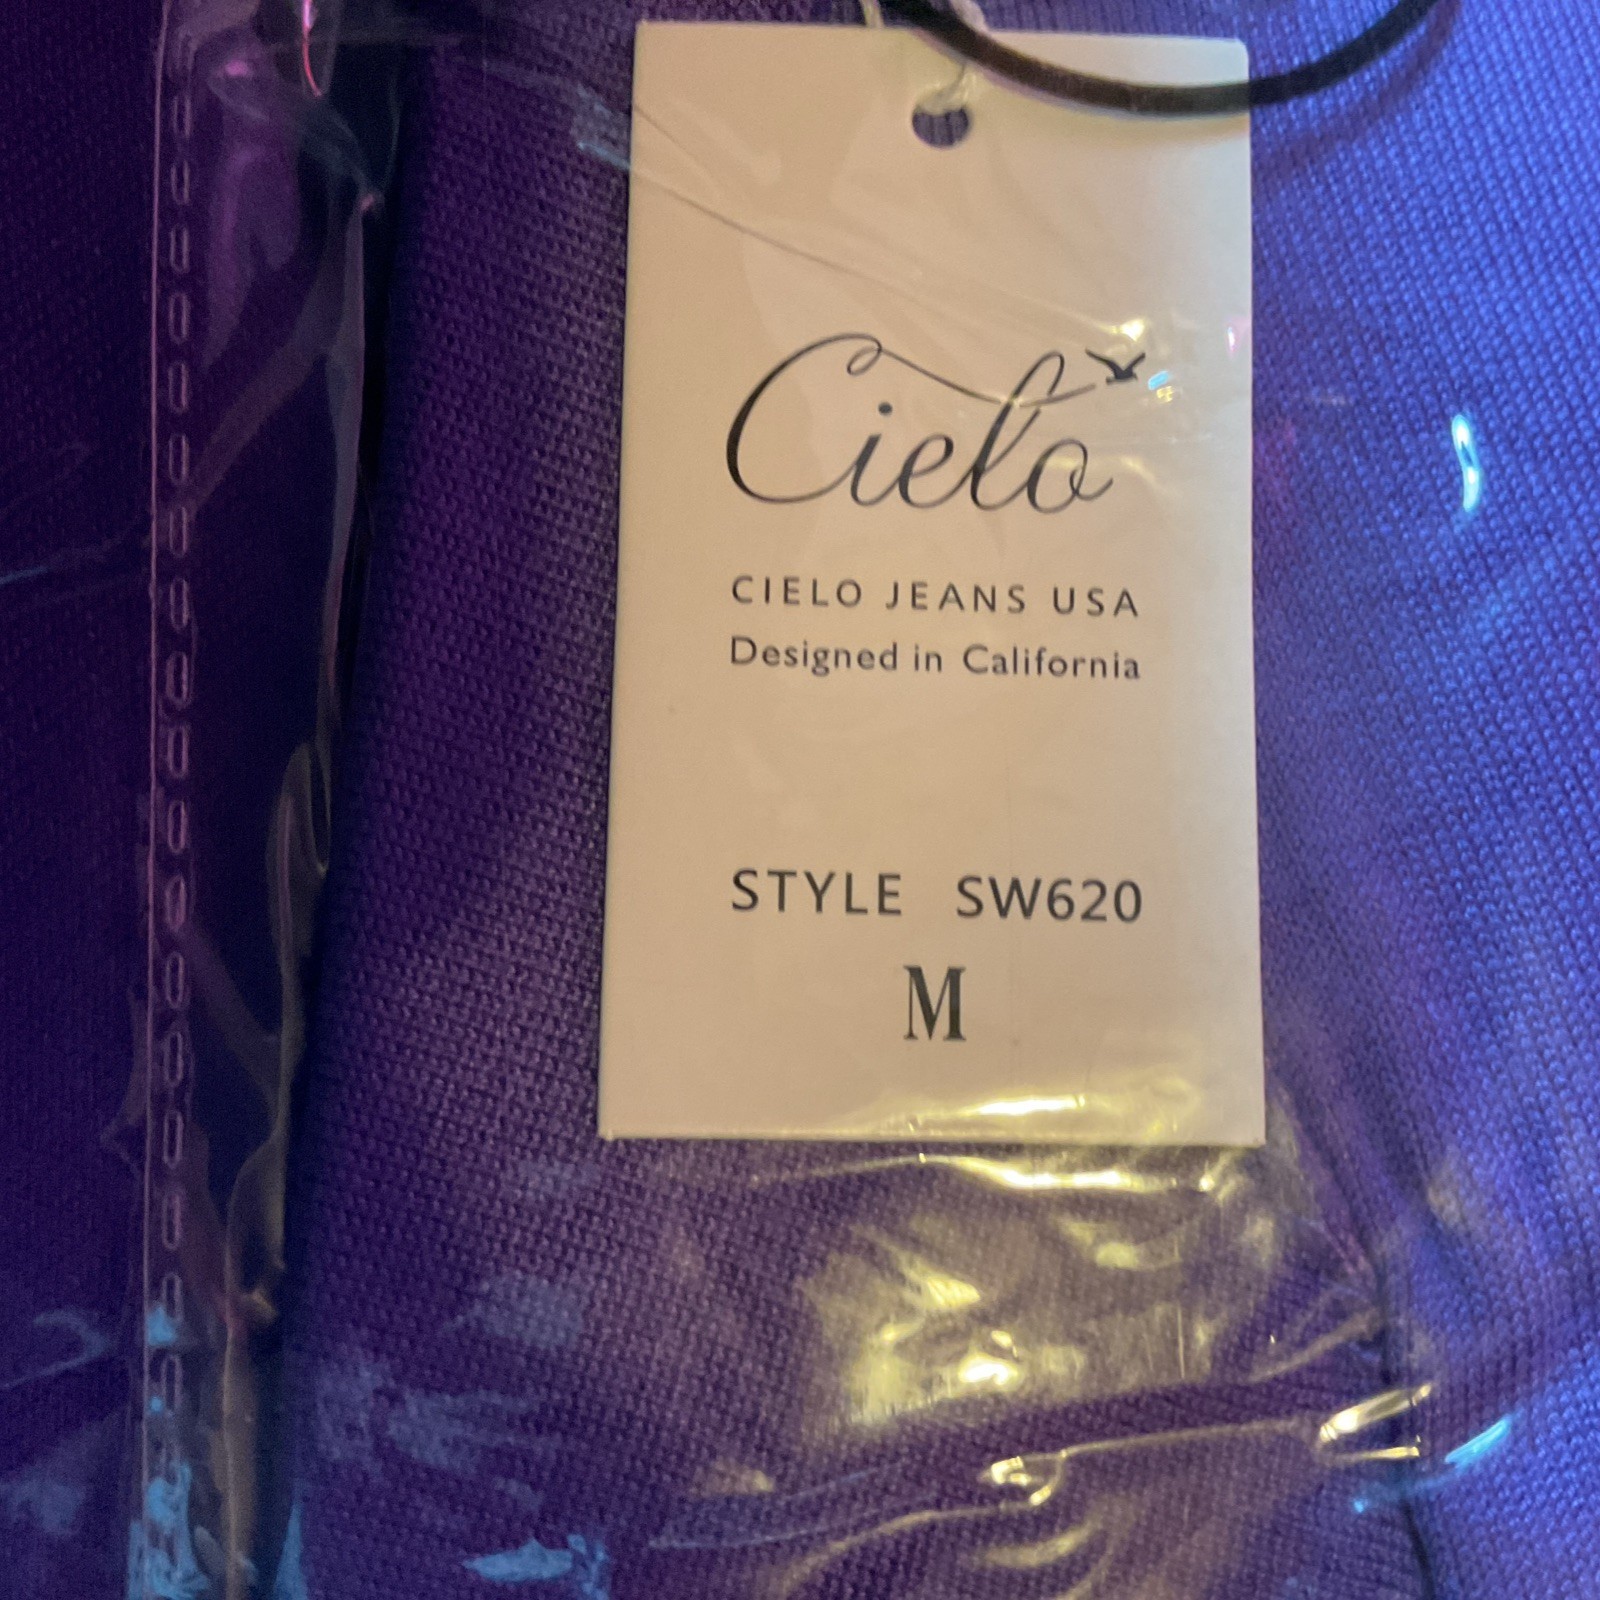 Cielo
CIELO JEANS USA
Designed in California
STYLE SW620
M